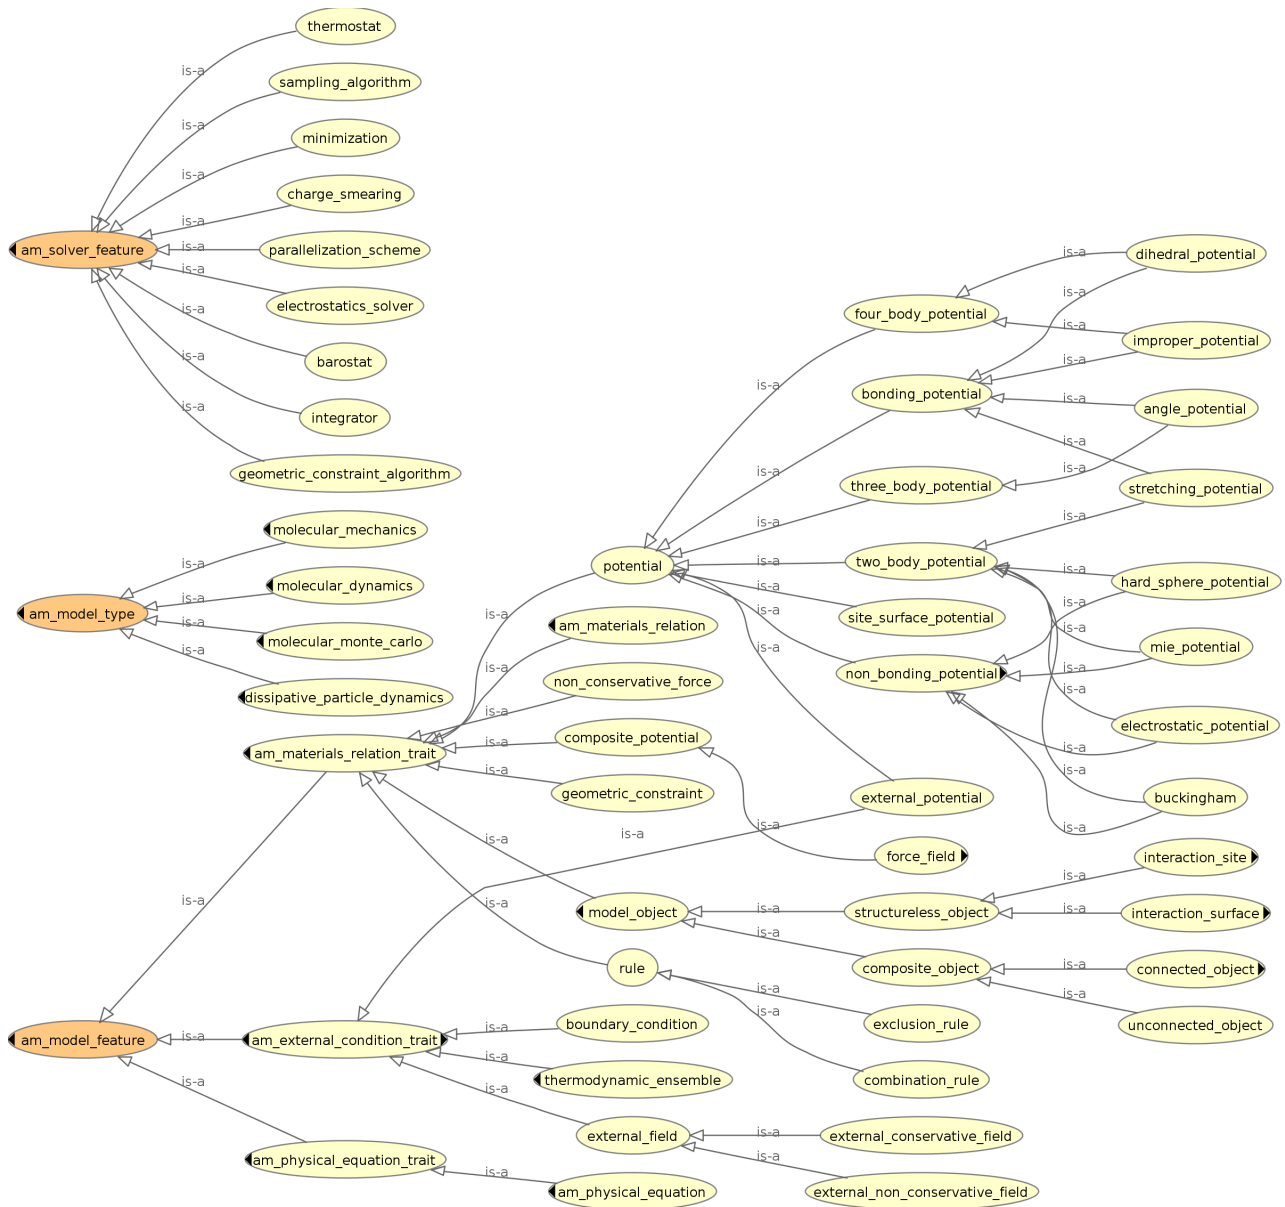 thermostat
is-a
sampling_algorithm
is-a
minimization
is-a
charge_smearing
is-a
am_solver_feature
is-a
parallelization_scheme
is-a
electrostatics_solver
is-a
barostat
is-a
integrator
is-a
geometric_constraint_algorithm
molecular_mechanics
is-a
molecular_dynamics
is-a
am_model_type
is-a
molecular_monte_carlo
is-a
dissipative_particle_dynamics
am_materials_relation_trait
is-a
am_model_feature
is-a
am_external_condition_trait
is-a
am_physical_equation_trait
is-a
potential
is-a
am_materials_relation
is-a
non_conservative_force
is-a
composite_potential
is-a
geometric_constraint
is-a
is-a
model_object
is-a
rule
is-a
boundary_condition
is-a
thermodynamic_ensemble
is-a
external_field
is-a
am_physical_equation
is-a
four_body_potential
is-a
bonding_potential
is-a
three_body_potential
is-a
two_body_potential
is-a
site_surface_potential
is-a
non_bonding_potential
is-a
external_potential
is-a
force_field
is-a
structureless_object
is-a
composite_object
is-a
exclusion_rule
is-a
combination_rule
is-a
external_conservative_field
is-a
external_non_conservative_field
is-a
dihedral_potential
is-a
is-a
improper_potential
is-a
is-a
angle_potential
is-a
is-a
stretching_potential
is-a
is-a
hard_sphere_potential
is-a
is-a
mie_potential
is-a
is-a
electrostatic_potential
is-a
is-a
buckingham
is-a
interaction_site
is-a
interaction_surface
is-a
connected_object
is-a
unconnected_object